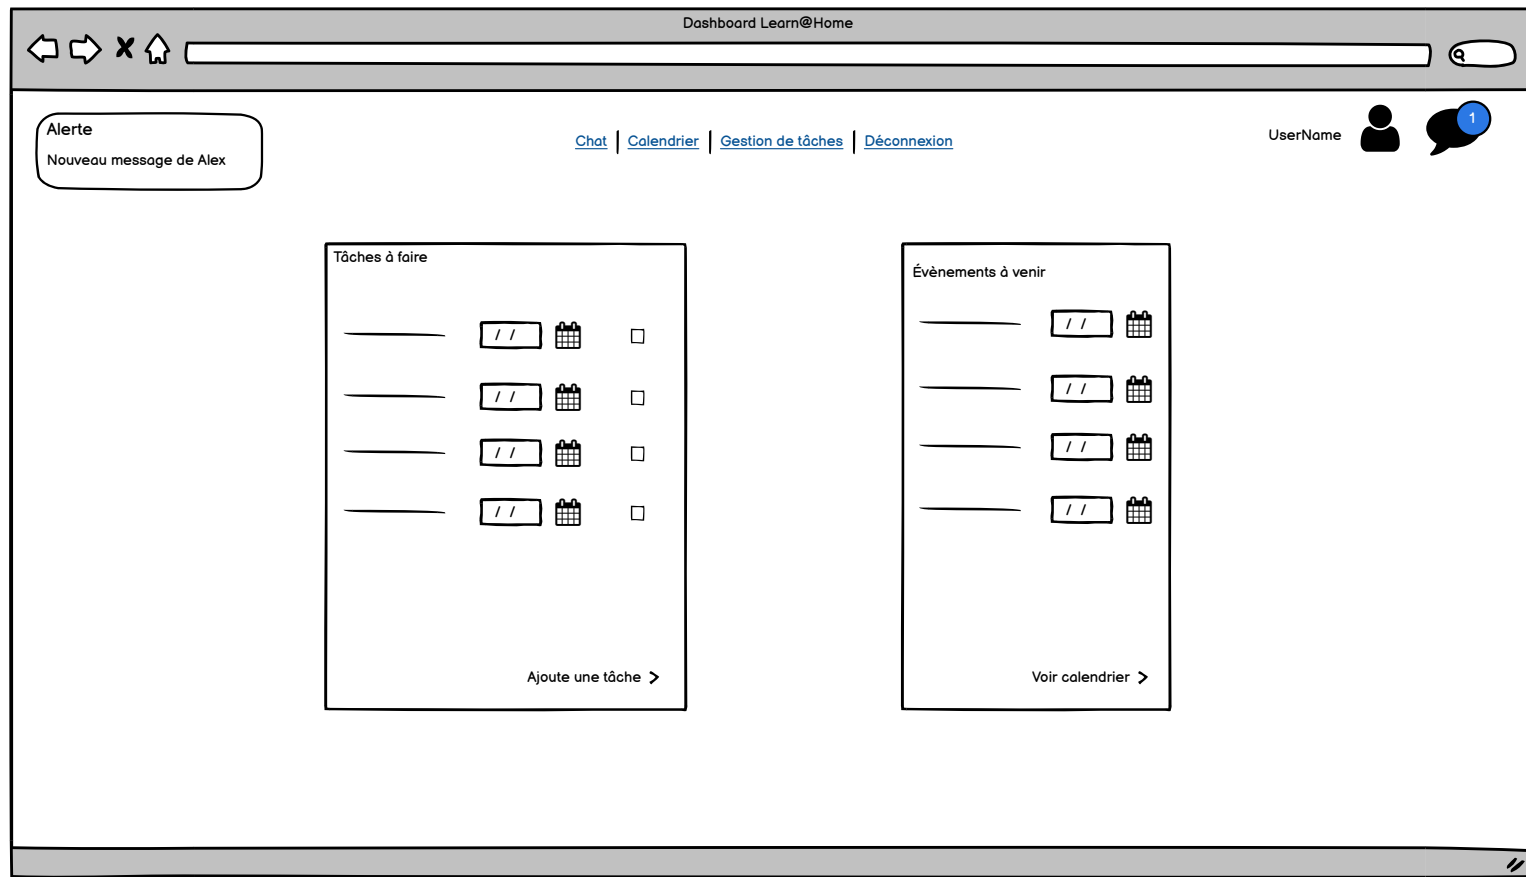 Dashboard Learn@Home
Alerte
Nouveau message de Alex
Chat | Calendrier | Gestion de tâches | Déconnexion
UserName
1
Tâches à faire
/ /
/ /
/ /
/ /
Ajoute une tâche >
Évènements à venir
/ /
/ /
/ /
/ /
Voir calendrier >